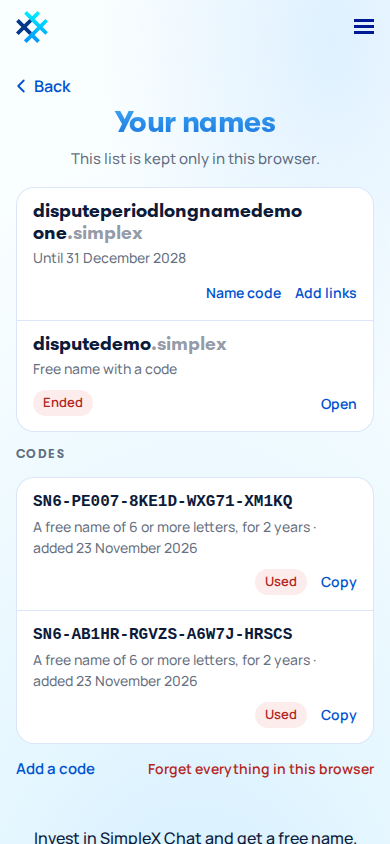 Back
Your names
This list is kept only in this browser.
disputeperiodlongnamedemo
one.simplex
Until 31 December 2028
Name code Add links
disputedemo.simplex
Free name with a code
Ended Open
CODES
SN6-PE007-8KE1D-WXG71-XM1KQ
A free name of 6 or more letters, for 2 years ·
added 23 November 2026
Used Copy
SN6-AB1HR-RGVZS-A6W7J-HRSCS
A free name of 6 or more letters, for 2 years ·
added 23 November 2026
Used Copy
Add a code Forget everything in this browser
Invest in SimpleX Chat and get a free name.